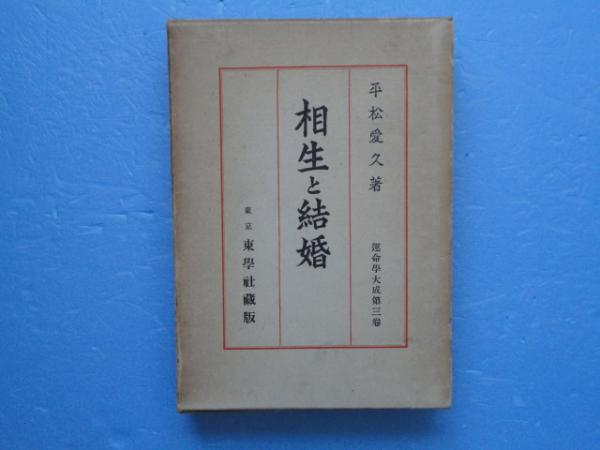 平松愛久著
運命學大成第三卷
相生と結婚
東京
東學社藏版